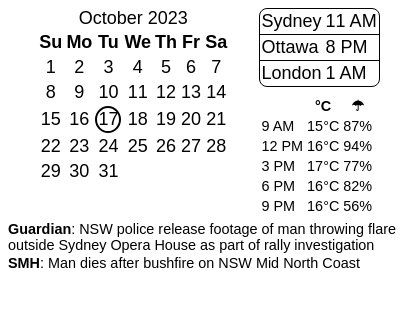 October 2023
Su Mo Tu We Th Fr Sa
1 2 3 4 5 6 7
8 9 10 11 12 13 14
15 16 17 18 19 20 21
22 23 24 25 26 27 28
29 30 31
Sydney 11 AM
Ottawa 8 PM
London 1 AM
°C ☂
9 AM 15°C 87%
12 PM 16°C 94%
3 PM 17°C 77%
6 PM 16°C 82%
9 PM 16°C 56%
Guardian: NSW police release footage of man throwing flare
outside Sydney Opera House as part of rally investigation
SMH: Man dies after bushfire on NSW Mid North Coast